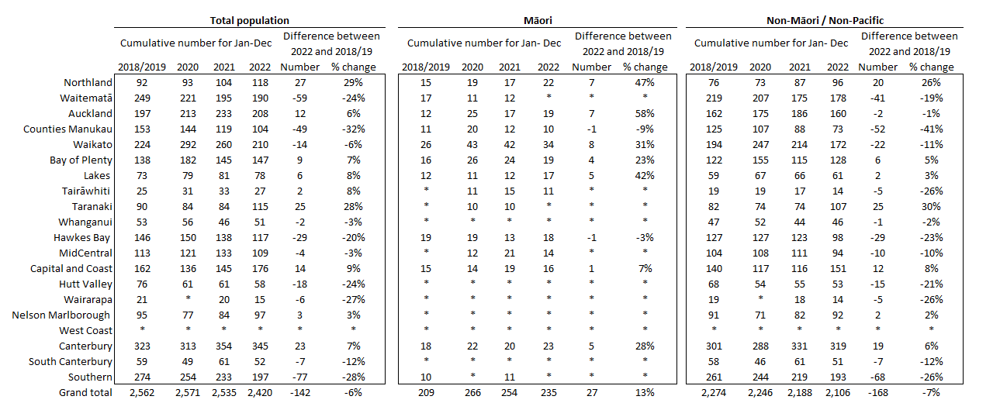 Total population Māori Non-Māori / Non-Pacific
Cumulative number for Jan-Dec Difference between 2022 and 2018/19 Cumulative number for Jan- Dec Difference between 2022 and 2018/19 Difference between 2022 and 2018/19 Cumulative number for Jan-Dec
2018/2019 2020 2021 2022 Number % change 2018/2019 2020 2021 2022 Number % change 2018/2019 2020 2021 2022 Number % change
Northland 92 93 104 118 27 29% 15 19 17 22 7 47% 76 73 87 96 20 26%
Waitematā 249 221 195 190 -59 -24% 17 11 12 * * * 219 207 175 178 -41 -19%
Auckland 197 213 233 208 12 6% 12 25 17 19 7 58% 162 175 186 160 -2 -1%
Counties Manukau 153 144 119 104 -49 -32% 11 20 12 10 -1 -9% 125 107 88 73 -52 -41%
Waikato 224 292 260 210 -14 -6% 26 43 42 34 8 31% 194 247 214 172 -22 -11%
Bay of Plenty 138 182 145 147 9 7% 16 26 24 19 4 23% 122 155 115 128 6 5%
Lakes 73 79 81 78 6 8% 12 11 12 17 5 42% 59 67 66 61 2 3%
Tairāwhiti 25 31 33 27 2 8% * 11 15 11 * * 19 19 17 14 -5 -26%
Taranaki 90 84 84 115 25 28% * 10 10 * * * 82 74 74 107 25 30%
Whanganui 53 56 46 51 -2 -3% * * * * * * 47 52 44 46 -1 -2%
Hawkes Bay 146 150 138 117 -29 -20% 19 19 13 18 -1 -3% 127 127 123 98 -29 -23%
MidCentral 113 121 133 109 -4 -3% * 12 21 14 * * 104 108 111 94 -10 -10%
Capital and Coast 162 136 145 176 14 9% 15 14 19 16 1 7% 140 117 116 151 12 8%
Hutt Valley 76 61 61 58 -18 -24% * * * * * * 68 54 55 53 -15 -21%
Wairarapa 21 * 20 15 -6 -27% * * * * * * 19 * 18 14 -5 -26%
Nelson Marlborough 95 77 84 97 3 3% * * * * * * 91 71 82 92 2 2%
West Coast * * * * * * * * * * * * * * * * * *
Canterbury 323 313 354 345 23 7% 18 22 20 23 5 28% 301 288 331 319 19 6%
South Canterbury 59 49 61 52 -7 -12% * * * * * * 58 46 61 51 -7 -12%
Southern 274 254 233 197 -77 -28% 10 * 11 * * * 261 244 219 193 -68 -26%
Grand total 2,562 2,571 2,535 2,420 -142 -6% 209 266 254 235 27 13% 2,274 2,246 2,188 2,106 -168 -7%